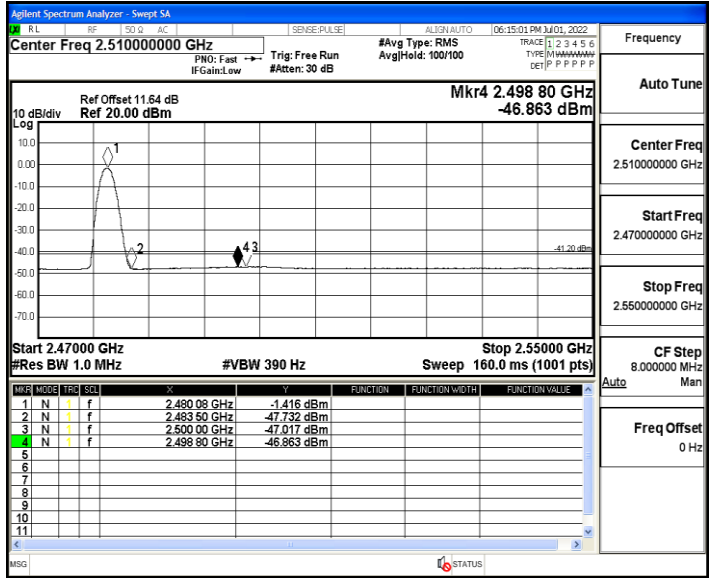 Agilent Spectrum Analyzer - Swept SA
RL RF 50 Ω AC SENSE:PULSE ALIGN AUTO 06:15:01 PM Jul 01, 2022
Center Freq 2.510000000 GHz
PNO: Fast
IFGain:Low
Trig: Free Run
#Atten: 30 dB
#Avg Type: RMS
Avg|Hold: 100/100
TRACE 1 2 3 4 5 6
TYPE M W W W W W
DET P P P P P P
Frequency
Auto Tune
Center Freq
2.510000000 GHz
Start Freq
2.470000000 GHz
Stop Freq
2.550000000 GHz
CF Step
8.000000 MHz
Auto Man
Freq Offset
0 Hz
Mkr4 2.498 80 GHz
-46.863 dBm
Ref Offset 11.64 dB
10 dB/div Ref 20.00 dBm
Log
10.0
0.00
-10.0
-20.0
-30.0
-40.0
-50.0
-60.0
-70.0
1
2
4 3
-41.20 dBm
Start 2.47000 GHz Stop 2.55000 GHz
#Res BW 1.0 MHz #VBW 390 Hz Sweep 160.0 ms (1001 pts)
MKR MODE TRC SCL X Y FUNCTION FUNCTION WIDTH FUNCTION VALUE
1 N 1 f 2.480 08 GHz -1.416 dBm
2 N 1 f 2.483 50 GHz -47.732 dBm
3 N 1 f 2.500 00 GHz -47.017 dBm
4 N 1 f 2.498 80 GHz -46.863 dBm
5
6
7
8
9
10
11
MSG STATUS